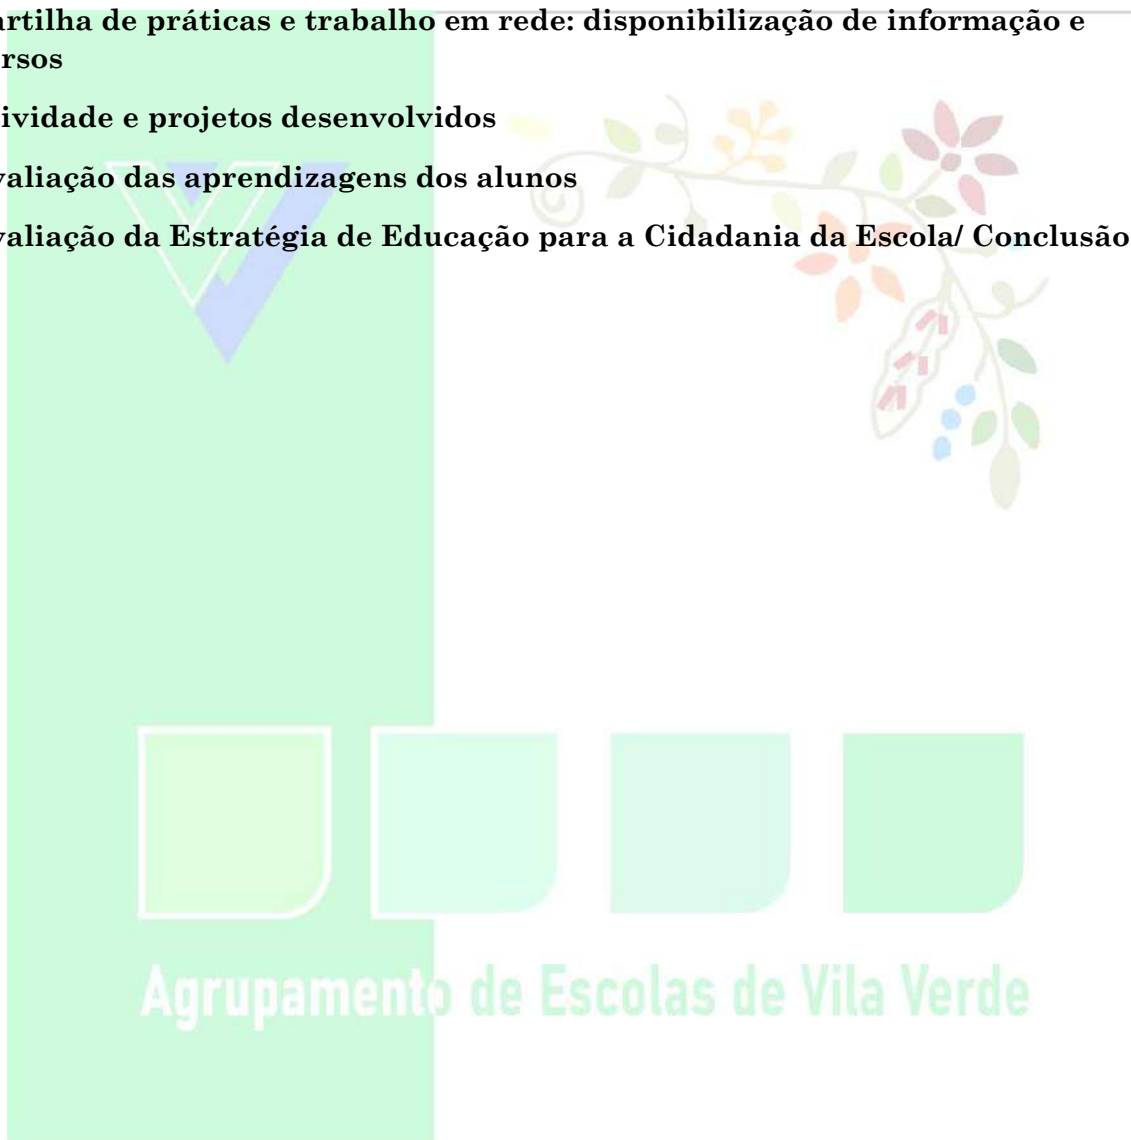 artilha de práticas e trabalho em rede: disponibilização de informação e
rsos
ividade e projetos desenvolvidos
valiação das aprendizagens dos alunos
valiação da Estratégia de Educação para a Cidadania da Escola/ Conclusão
Agrupamento de Escolas de Vila Verde